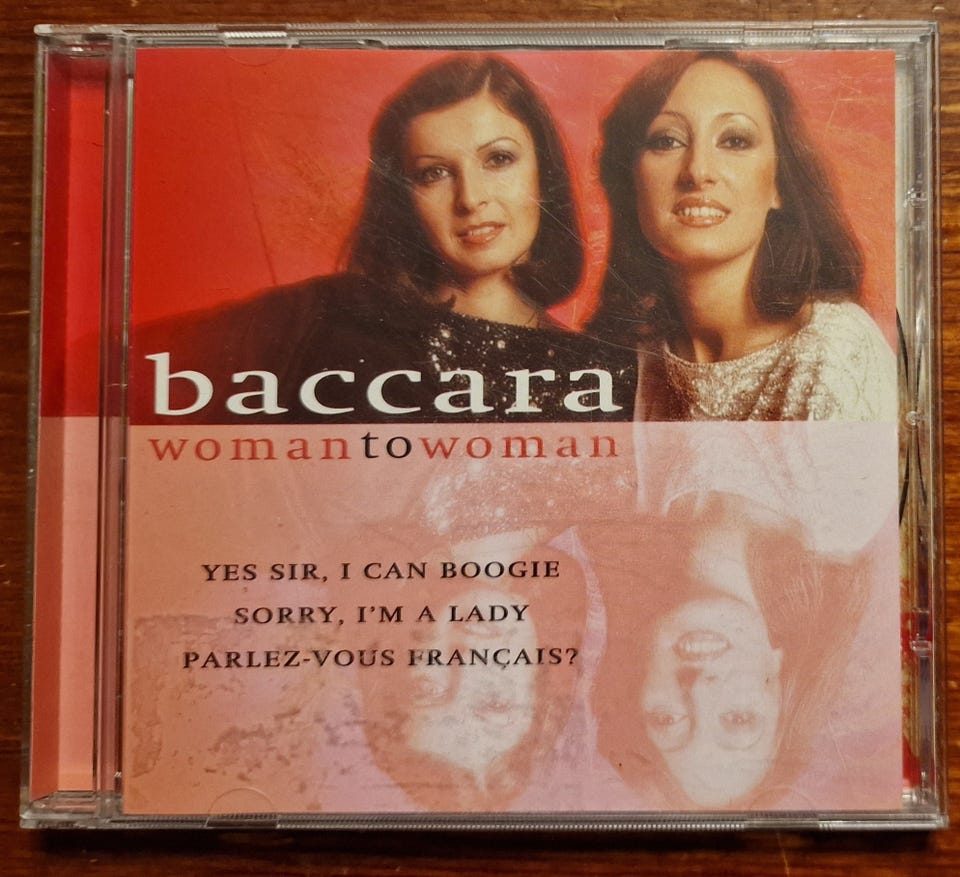 baccara
womantowoman
YES SIR, I CAN BOOGIE
SORRY, I'M A LADY
PARLEZ-VOUS FRANÇAIS?